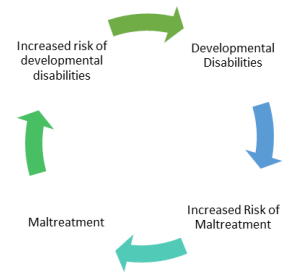 Increased risk of
developmental
disabilities
Developmental
Disabilities
Increased Risk of
Maltreatment
Maltreatment